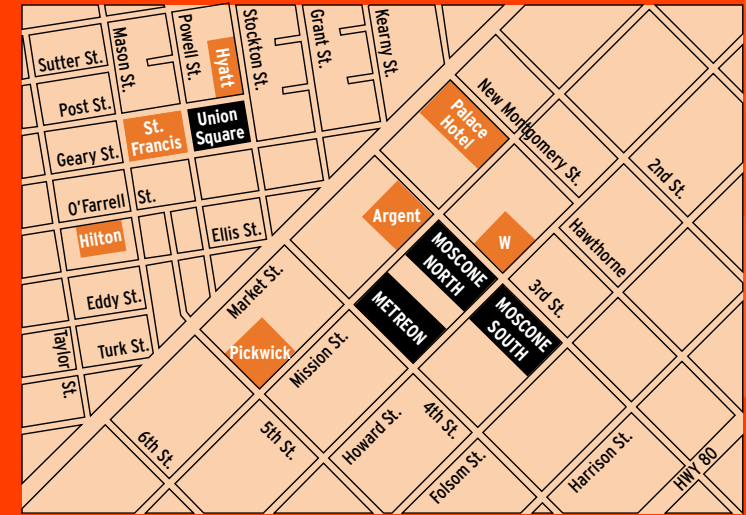 Sutter St.
Mason St.
Powell St.
Hyatt
Stockton St.
Grant St.
Kearny St.
Post St.
St.
Francis
Union
Square
Geary St.
O'Farrell St.
Hilton
Ellis St.
Eddy St.
Taylor St.
Turk St.
Market St.
Pickwick
Mission St.
Palace
Hotel
New Montgomery St.
2nd St.
Argent
W
Hawthorne
MOSCONE
NORTH
METREON
3rd St.
MOSCONE
SOUTH
6th St.
5th St.
Howard St.
4th St.
Folsom St.
Harrison St.
HWY 80